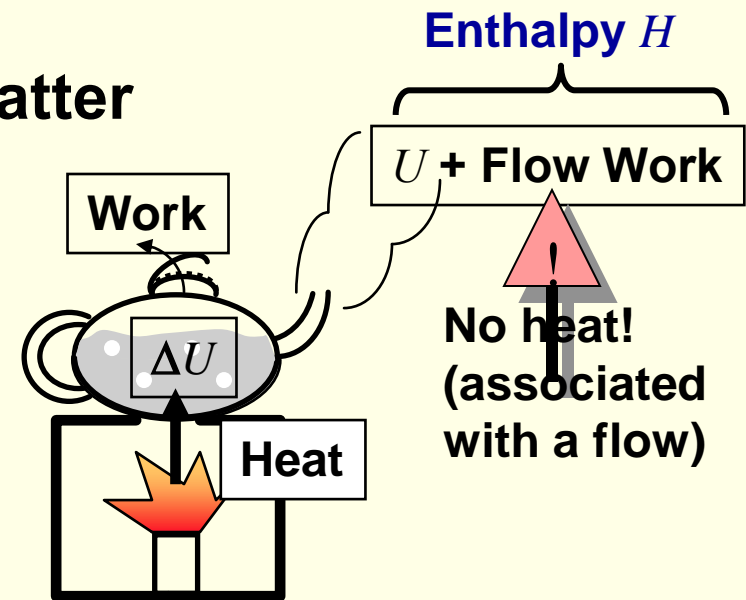 Enthalpy H
atter
U + Flow Work
Work
!
No heat!
(associated
with a flow)
ΔU
Heat